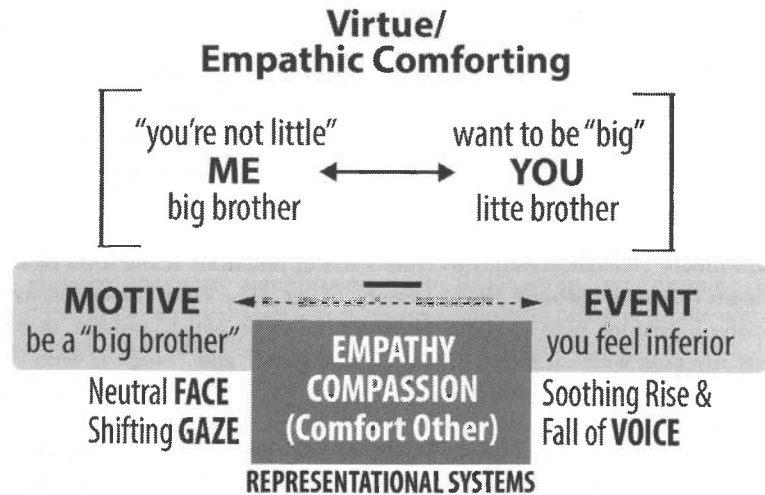 Virtue/
Empathic Comforting
"you're not little"
ME
big brother
want to be "big"
YOU
litte brother
MOTIVE
be a "big brother"
EVENT
you feel inferior
Neutral FACE
Shifting GAZE
EMPATHY
COMPASSION
(Comfort Other)
Soothing Rise &
Fall of VOICE
REPRESENTATIONAL SYSTEMS